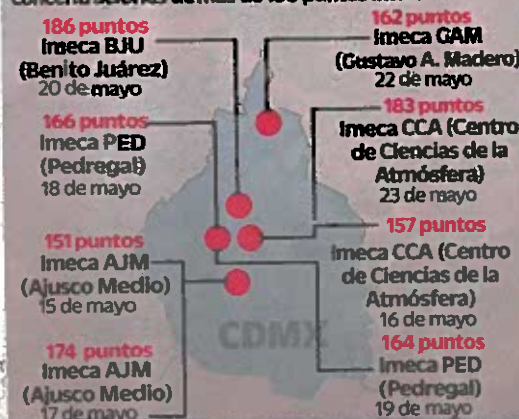 186 puntos
Imeca BJU
(Benito Juárez)
20 de mayo
166 puntos
Imeca PED
(Pedregal)
18 de mayo
151 puntos
Imeca AJM
(Ajusco Medio)
15 de mayo
174 puntos
Imeca AJM
(Ajusco Medio)
17 de mayo
162 puntos
Imeca GAM
(Gustavo A. Madero)
22 de mayo
183 puntos
Imeca CCA (Centro
de Ciencias de la
Atmósfera)
23 de mayo
157 puntos
Imeca CCA (Centro
de Ciencias de la
Atmósfera)
16 de mayo
164 puntos
Imeca PED
(Pedregal)
19 de mayo
CDMX